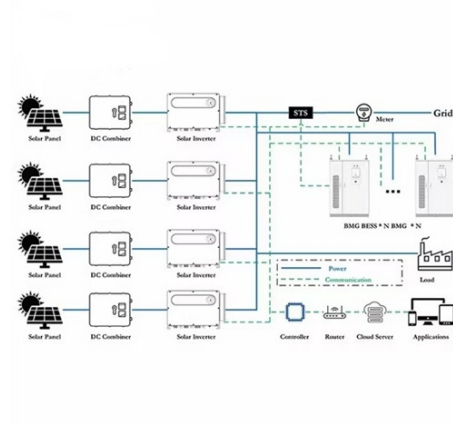 STS
Meter
Grid
Solar Panel
DC Combiner
Solar Inverter
Solar Panel
DC Combiner
Solar Inverter
BMG BESS * N BMG * N
Solar Panel
DC Combiner
Solar Inverter
Power
Communication
Load
Solar Panel
DC Combiner
Solar Inverter
Controller
Router
Cloud Server
Applications